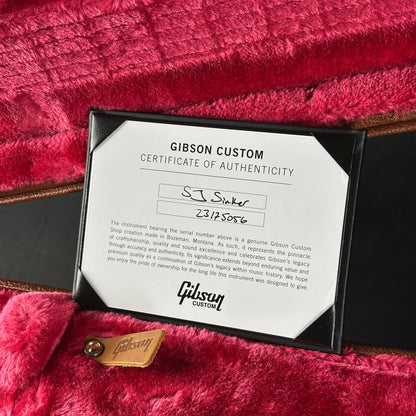 GIBSON CUSTOM
CERTIFICATE OF AUTHENTICITY
SJ Sinker
23175056
The instrument bearing the serial number above is a genuine Gibson Custom
Shop creation made in Bozeman, Montana. As such, it represents the pinnacle
of craftsmanship, quality and sound excellence and celebrates Gibson's legacy
through accuracy and authenticity. Its significance extends beyond enduring value and
premium quality as a continuation of Gibson's legacy within music history. We hope
you enjoy the pride of ownership for the long life this instrument was designed to give.
Gibson
CUSTOM
Gibson